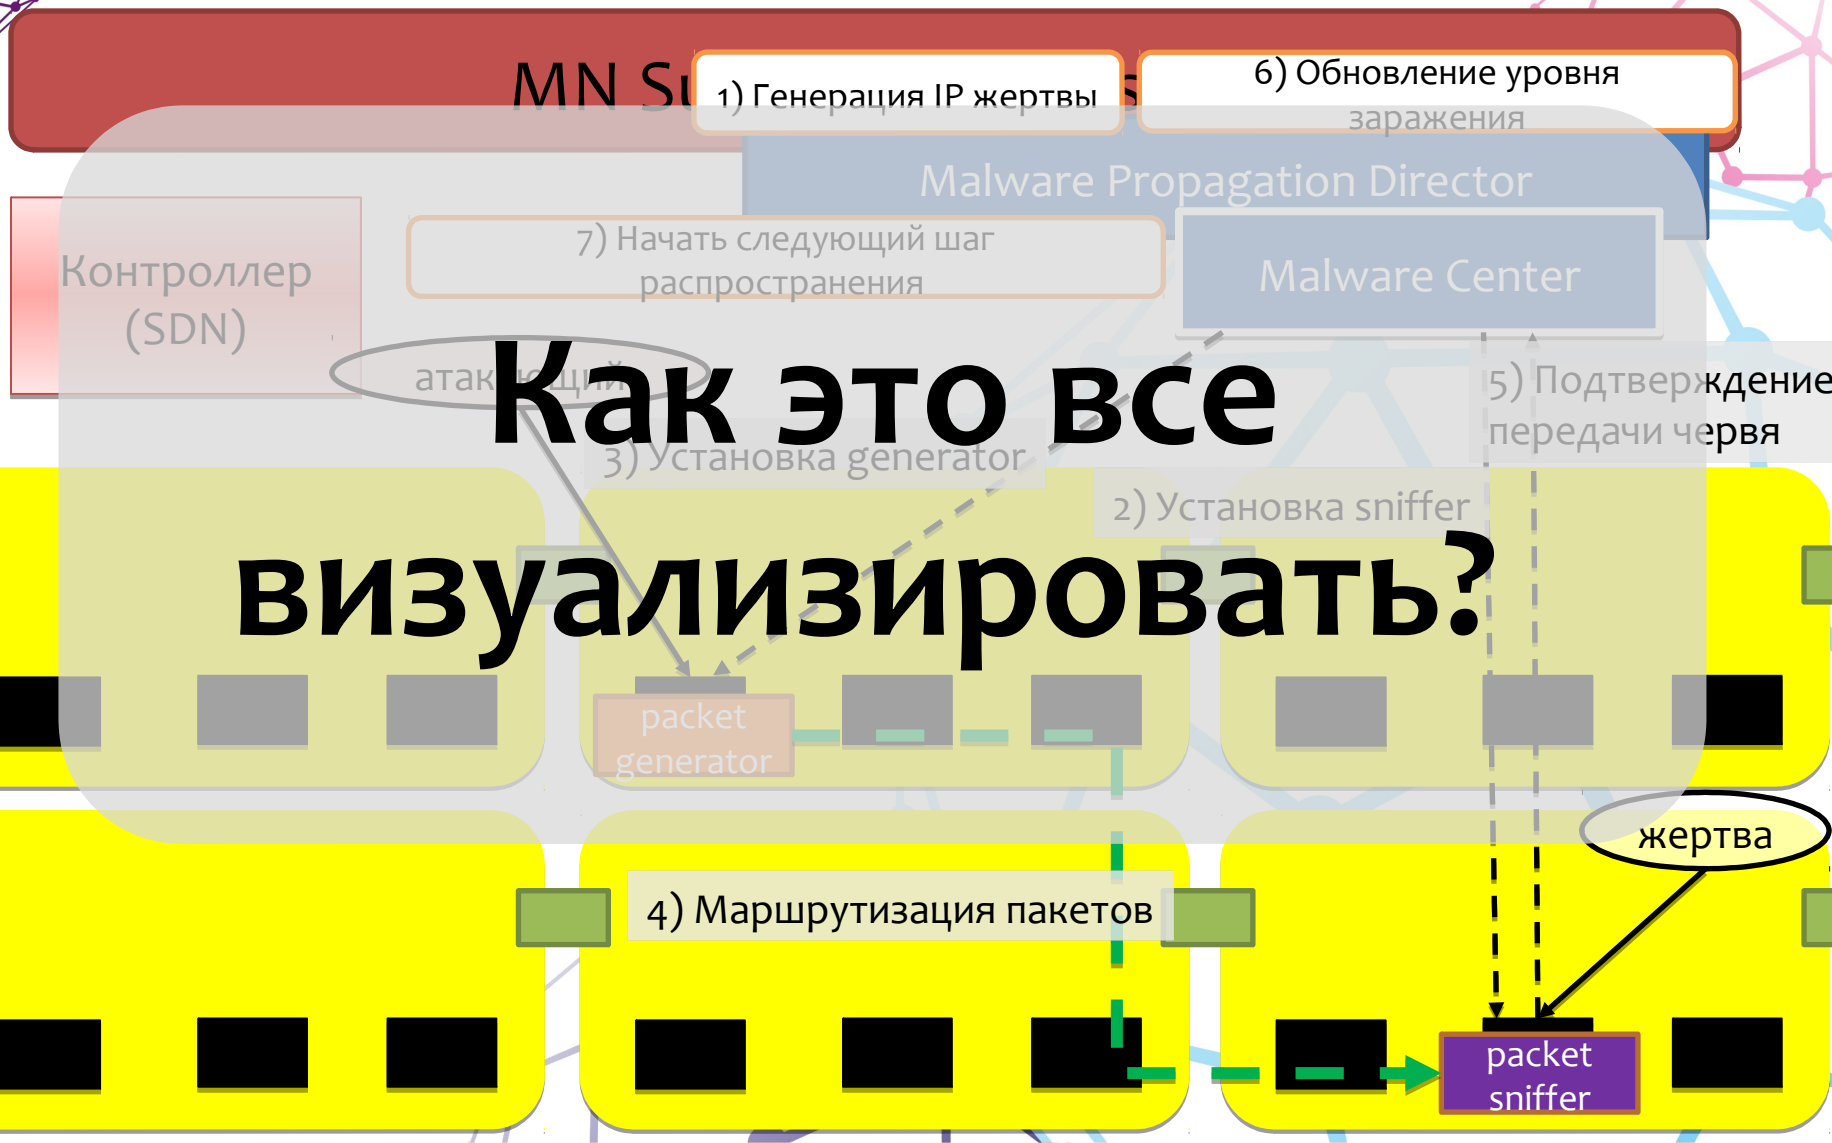 MN
1) Генерация IP жертвы
6) Обновление уровня
заражения
Malware Propagation Director
7) Начать следующий шаг
распространения
Malware Center
Контроллер
(SDN)
атакующий
Как это все
визуализировать?
5) Подтверждение
передачи червя
3) Установка generator
2) Установка sniffer
packet
generator
жертва
4) Маршрутизация пакетов
packet
sniffer